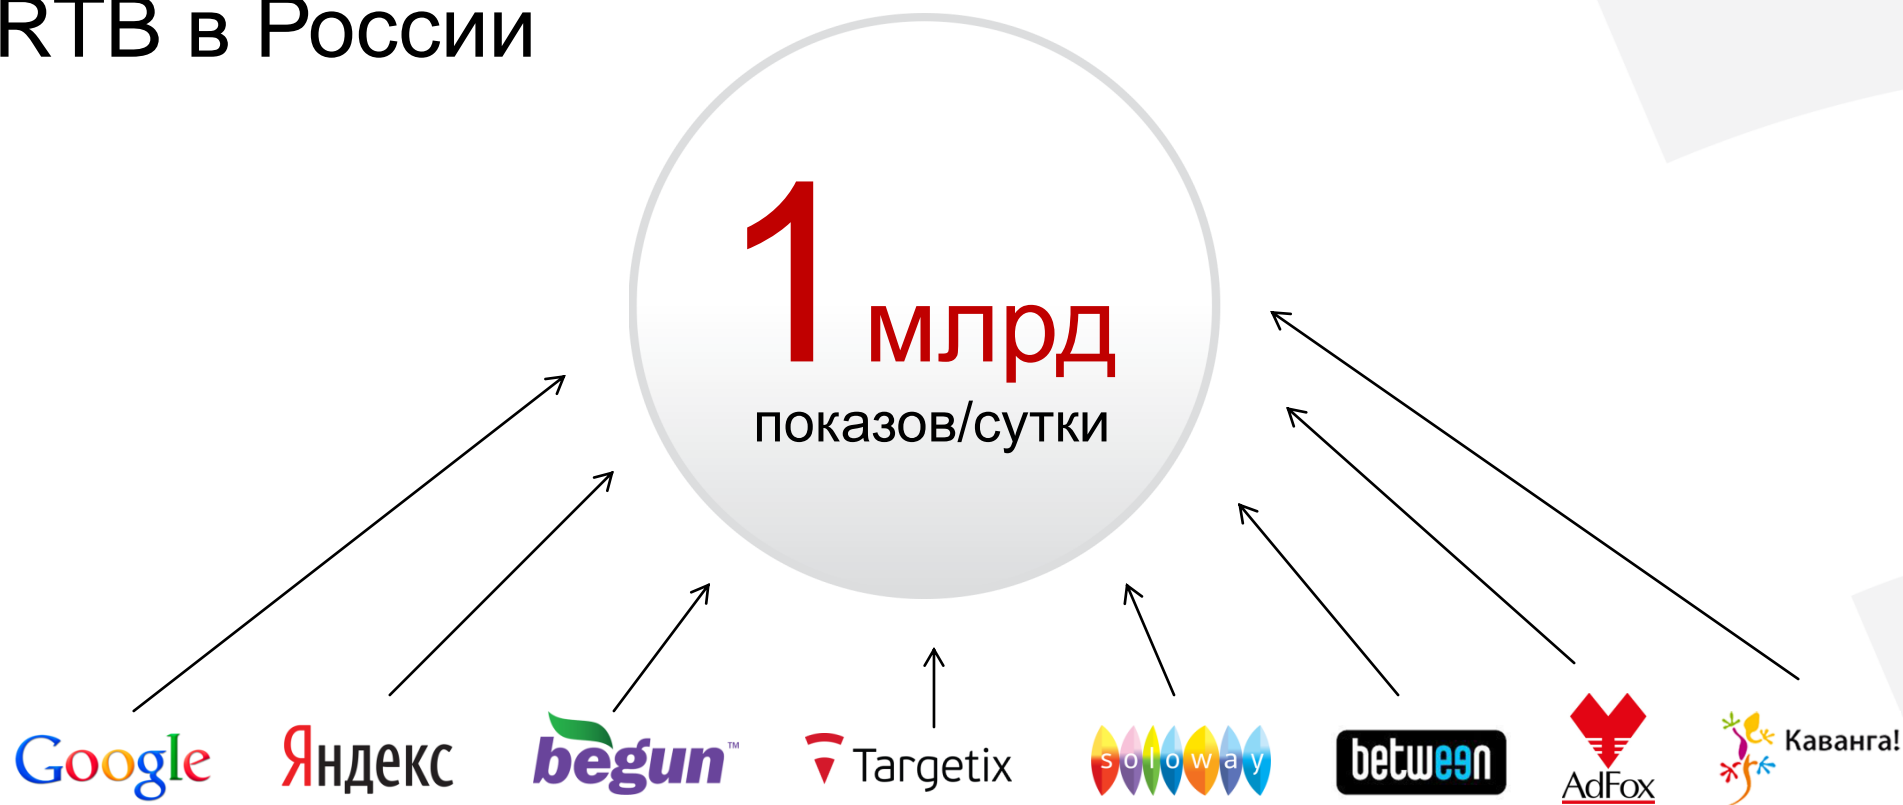 RTB в России
1 млрд
показов/сутки
Google
Яндекс
begun™
Targetix
soloway
between
AdFox
Каванга!